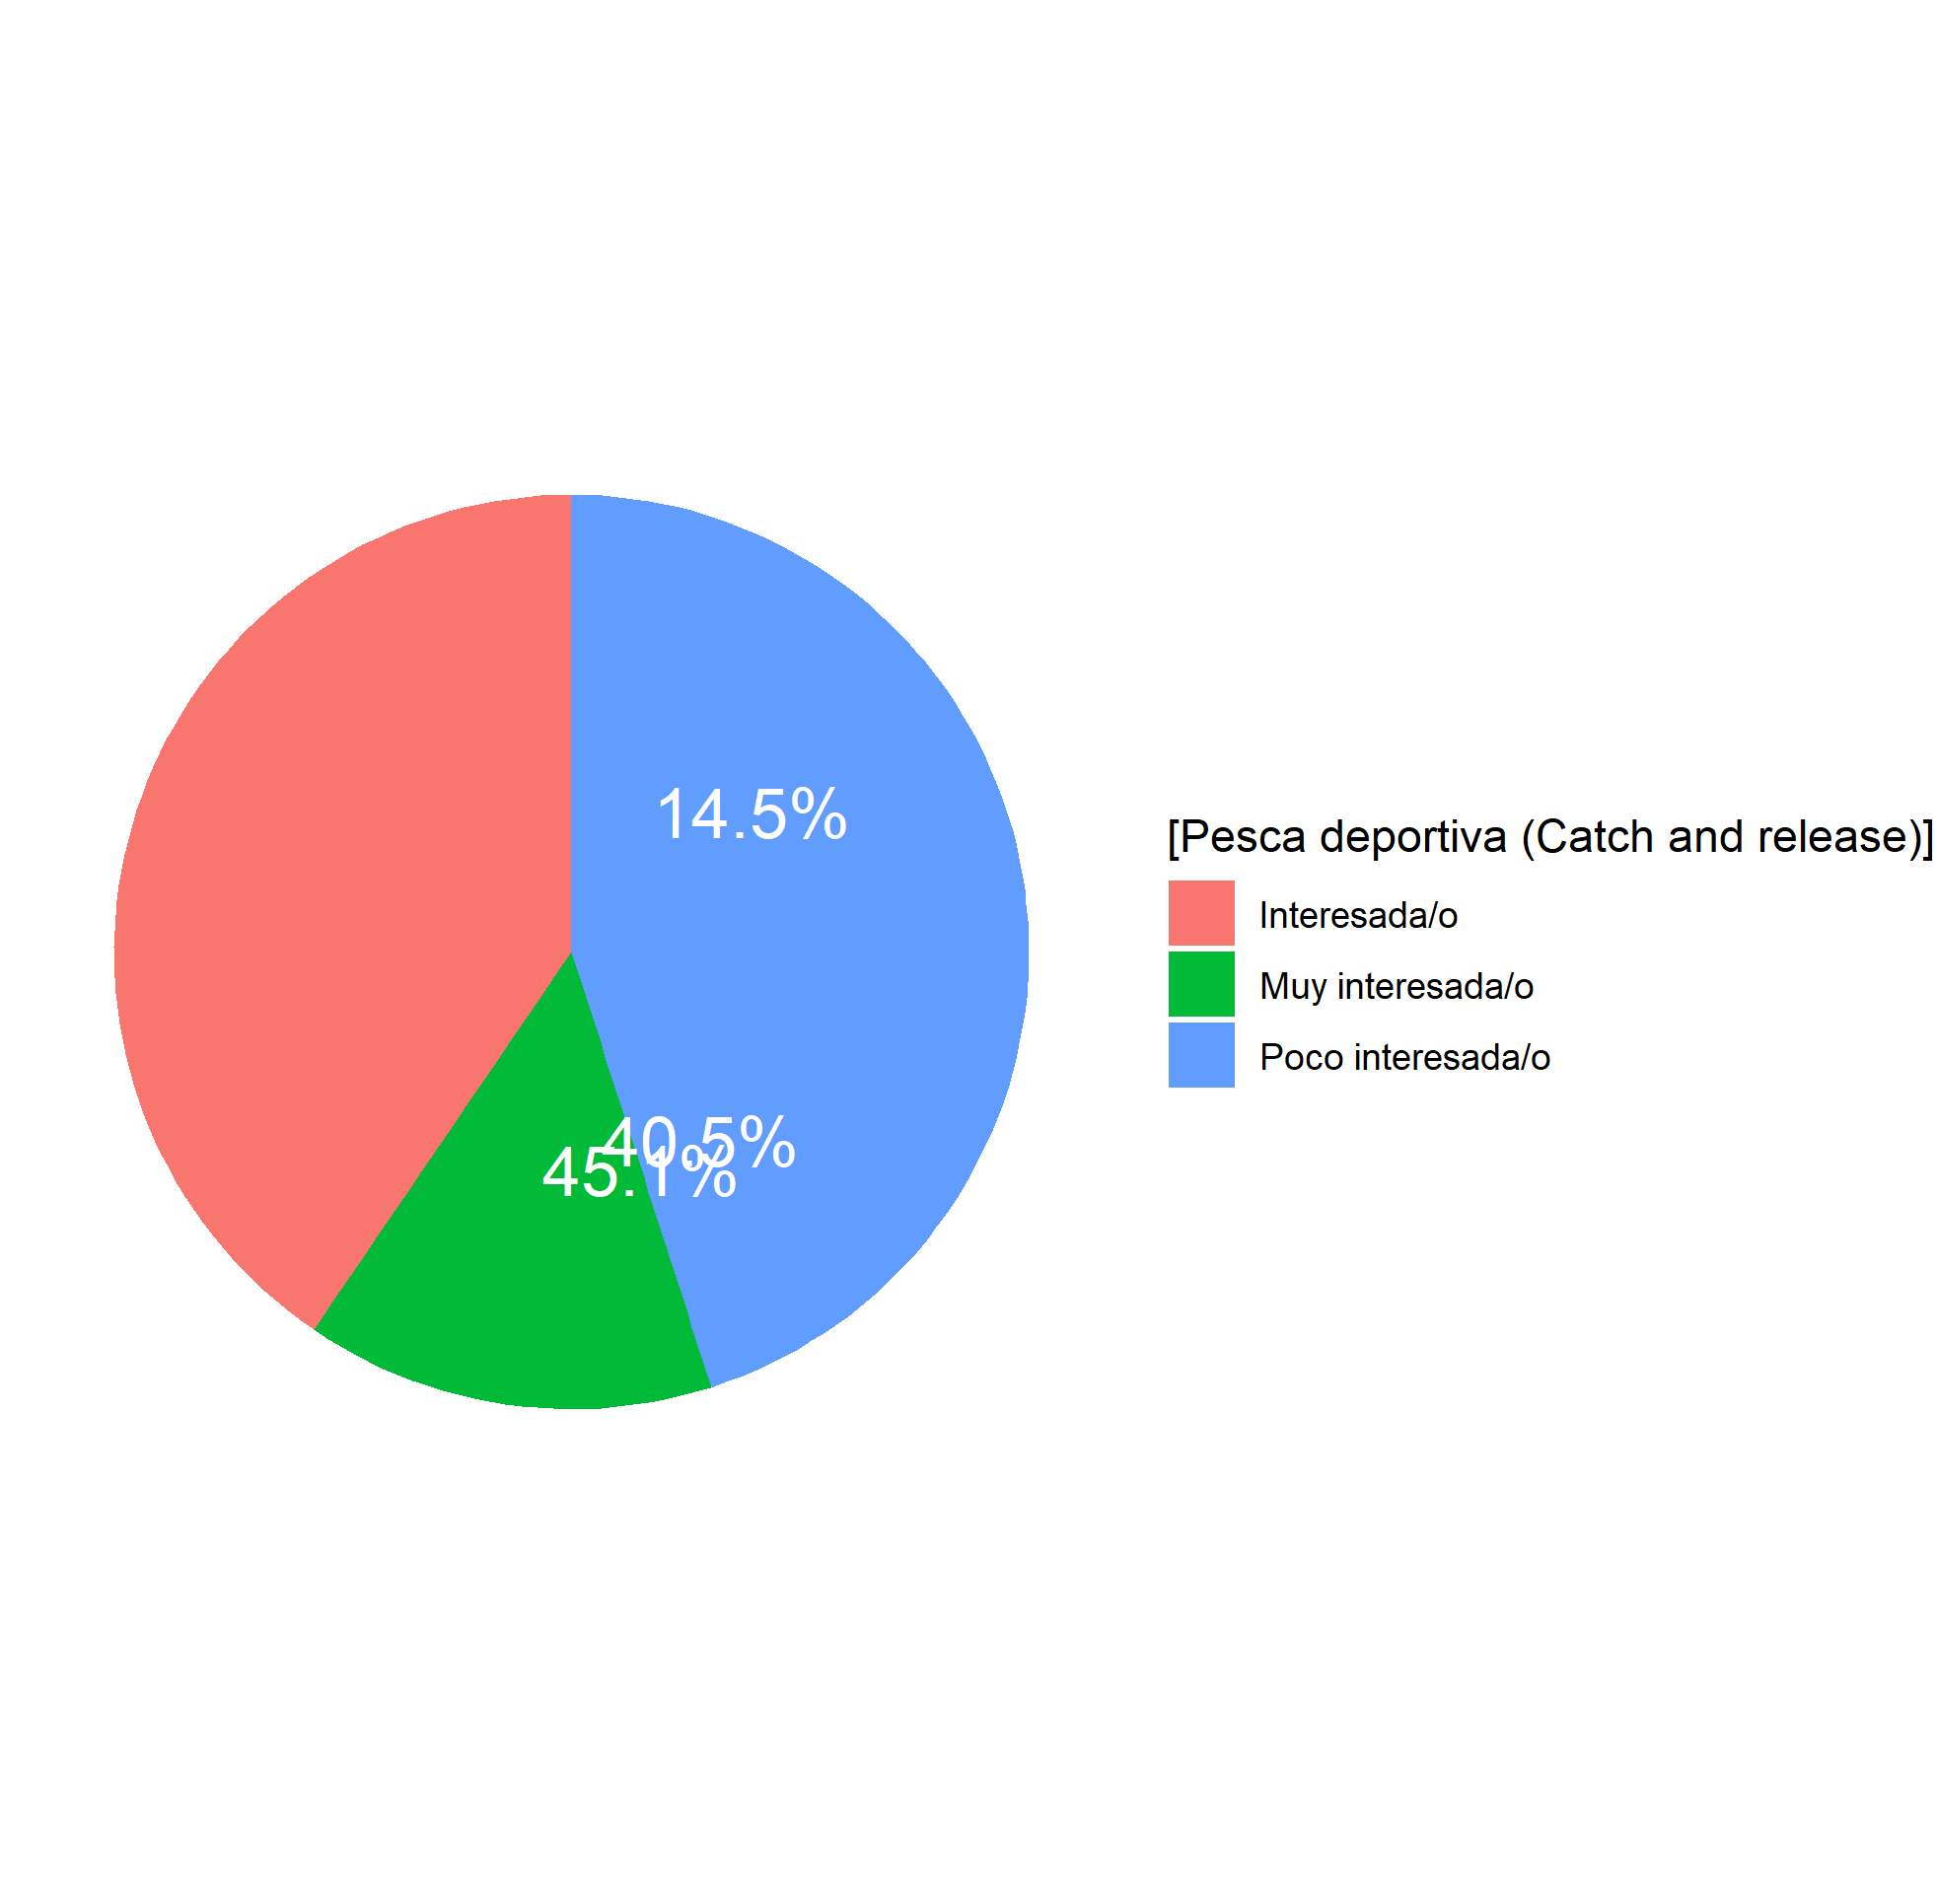 14.5%
40.5%
45.1%
[Pesca deportiva (Catch and release)]
Interesada/o
Muy interesada/o
Poco interesada/o